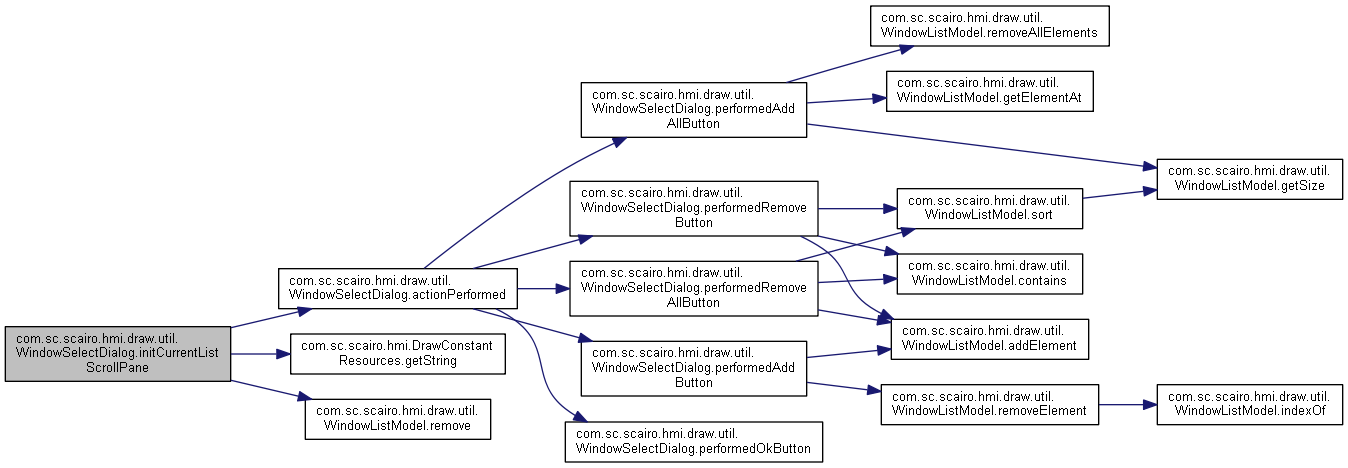 com.sc.scairo.hmi.draw.util.
WindowListModel.removeAllElements
com.sc.scairo.hmi.draw.util.
WindowListModel.getElementAt
com.sc.scairo.hmi.draw.util.
WindowSelectDialog.performedAdd
AllButton
com.sc.scairo.hmi.draw.util.
WindowListModel.getSize
com.sc.scairo.hmi.draw.util.
WindowSelectDialog.performedRemove
Button
com.sc.scairo.hmi.draw.util.
WindowListModel.sort
com.sc.scairo.hmi.draw.util.
WindowListModel.contains
com.sc.scairo.hmi.draw.util.
WindowSelectDialog.performedRemove
AllButton
com.sc.scairo.hmi.draw.util.
WindowSelectDialog.actionPerformed
com.sc.scairo.hmi.draw.util.
WindowListModel.addElement
com.sc.scairo.hmi.draw.util.
WindowSelectDialog.initCurrentList
ScrollPane
com.sc.scairo.hmi.DrawConstant
Resources.getString
com.sc.scairo.hmi.draw.util.
WindowSelectDialog.performedAdd
Button
com.sc.scairo.hmi.draw.util.
WindowListModel.removeElement
com.sc.scairo.hmi.draw.util.
WindowListModel.indexOf
com.sc.scairo.hmi.draw.util.
WindowListModel.remove
com.sc.scairo.hmi.draw.util.
WindowSelectDialog.performedOkButton